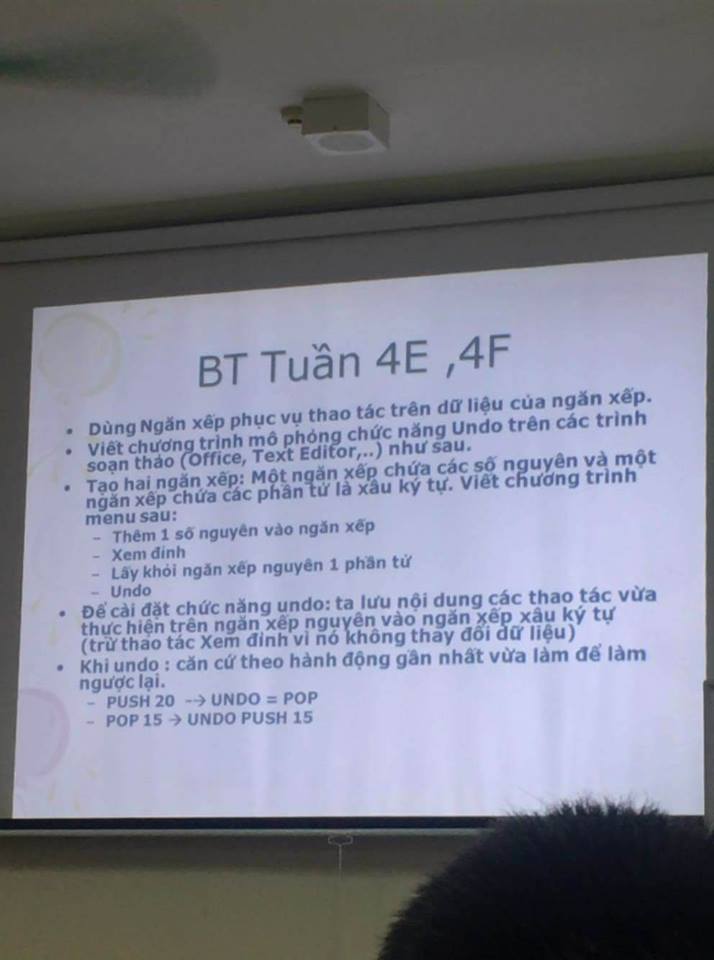 BT Tuần 4E ,4F
• Dùng Ngăn xếp phục vụ thao tác trên dữ liệu của ngăn xếp.
• Viết chương trình mô phỏng chức năng Undo trên các trình
soạn thảo (Office, Text Editor,..) như sau.
• Tạo hai ngăn xếp: Một ngăn xếp chứa các số nguyên và một
ngăn xếp chứa các phần tử là xâu ký tự. Viết chương trình
menu sau:
– Thêm 1 số nguyên vào ngăn xếp
– Xem đỉnh
– Lấy khỏi ngăn xếp nguyên 1 phần tử
– Undo
• Để cài đặt chức năng undo: ta lưu nội dung các thao tác vừa
thực hiện trên ngăn xếp nguyên vào ngăn xếp xâu ký tự
(trừ thao tác Xem đỉnh vì nó không thay đổi dữ liệu)
• Khi undo : căn cứ theo hành động gần nhất vừa làm để làm
ngược lại.
– PUSH 20 --→ UNDO = POP
– POP 15 → UNDO PUSH 15